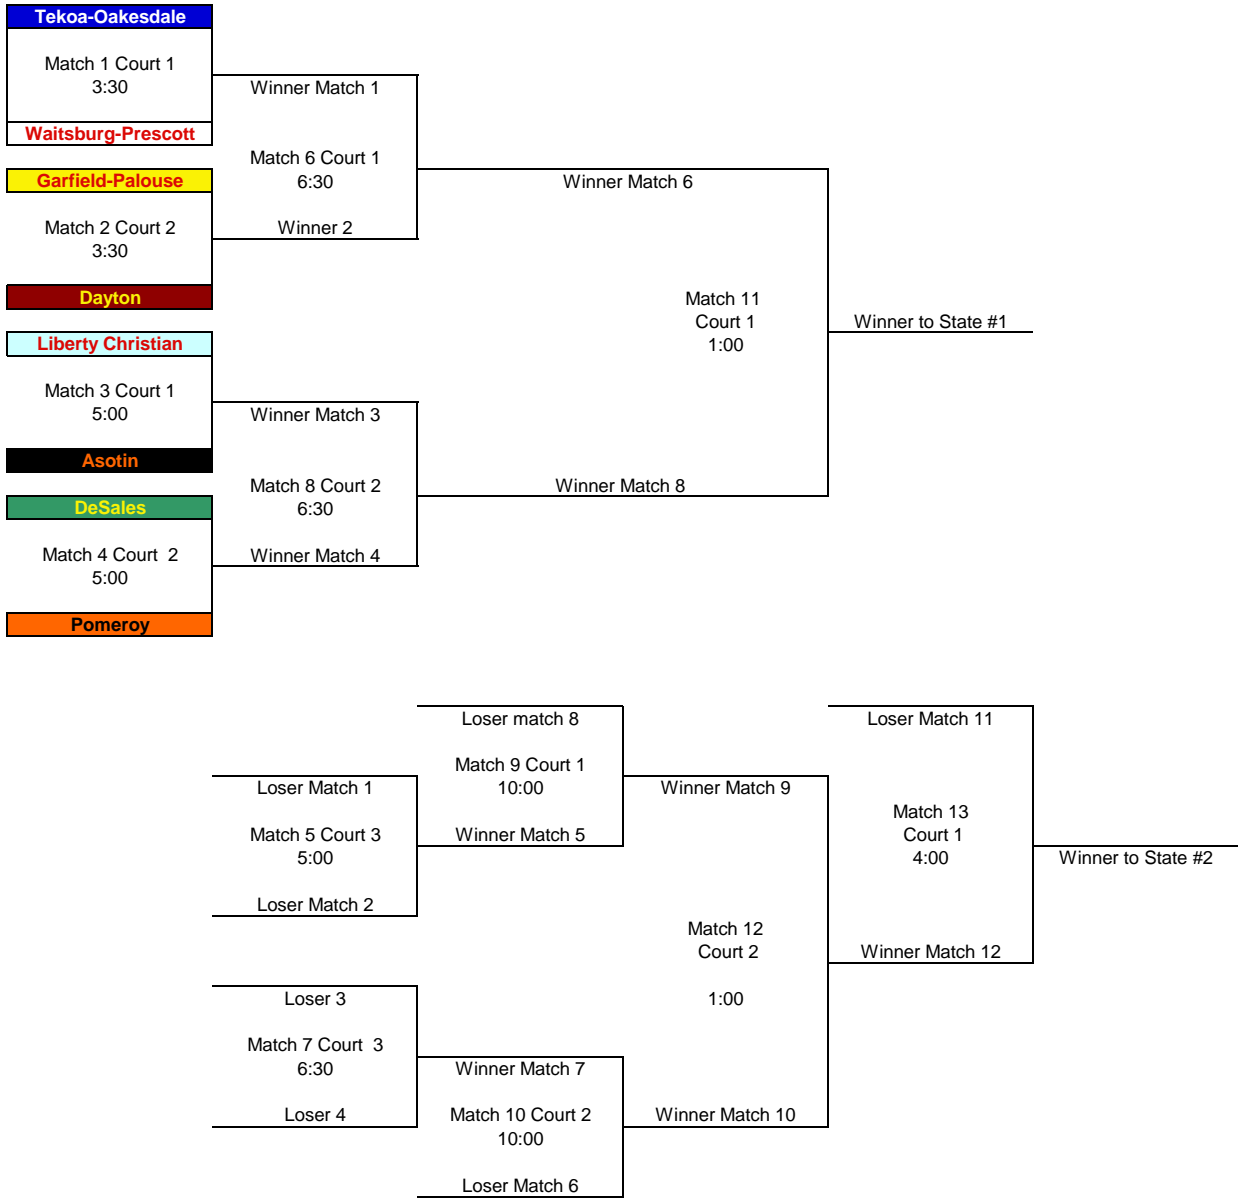 Tekoa-Oakesdale
Match 1 Court 1
3:30
Winner Match 1
Waitsburg-Prescott
Match 6 Court 1
6:30
Garfield-Palouse
Winner Match 6
Match 2 Court 2
3:30
Winner 2
Dayton
Match 11
Court 1
1:00
Winner to State #1
Liberty Christian
Match 3 Court 1
5:00
Winner Match 3
Asotin
Match 8 Court 2
6:30
Winner Match 8
DeSales
Match 4 Court  2
5:00
Winner Match 4
Pomeroy
Loser match 8
Loser Match 11
Match 9 Court 1
10:00
Loser Match 1
Winner Match 9
Match 5 Court 3
5:00
Winner Match 5
Match 13
Court 1
4:00
Winner to State #2
Loser Match 2
Match 12
Court 2
1:00
Winner Match 12
Loser 3
Match 7 Court  3
6:30
Winner Match 7
Loser 4
Match 10 Court 2
10:00
Winner Match 10
Loser Match 6